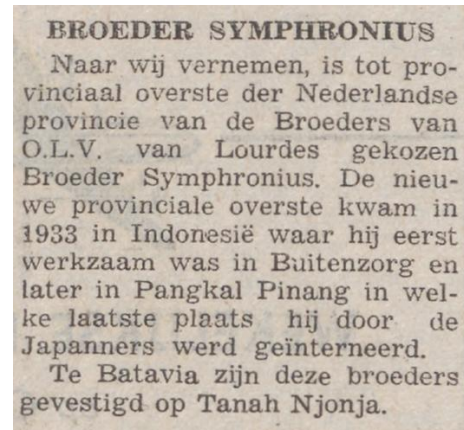 BROEDER SYMPHRONIUS
Naar wij vernemen, is tot pro-
vinciaal overste der Nederlandse
provincie van de Broeders van
O.L.V. van Lourdes gekozen
Broeder Symphronius. De nieu-
we provinciale overste kwam in
1933 in Indonesië waar hij eerst
werkzaam was in Buitenzorg en
later in Pangkal Pinang in wel-
ke laatste plaats hij door de
Japanners werd geïnterneerd.
Te Batavia zijn deze broeders
gevestigd op Tanah Njonja.